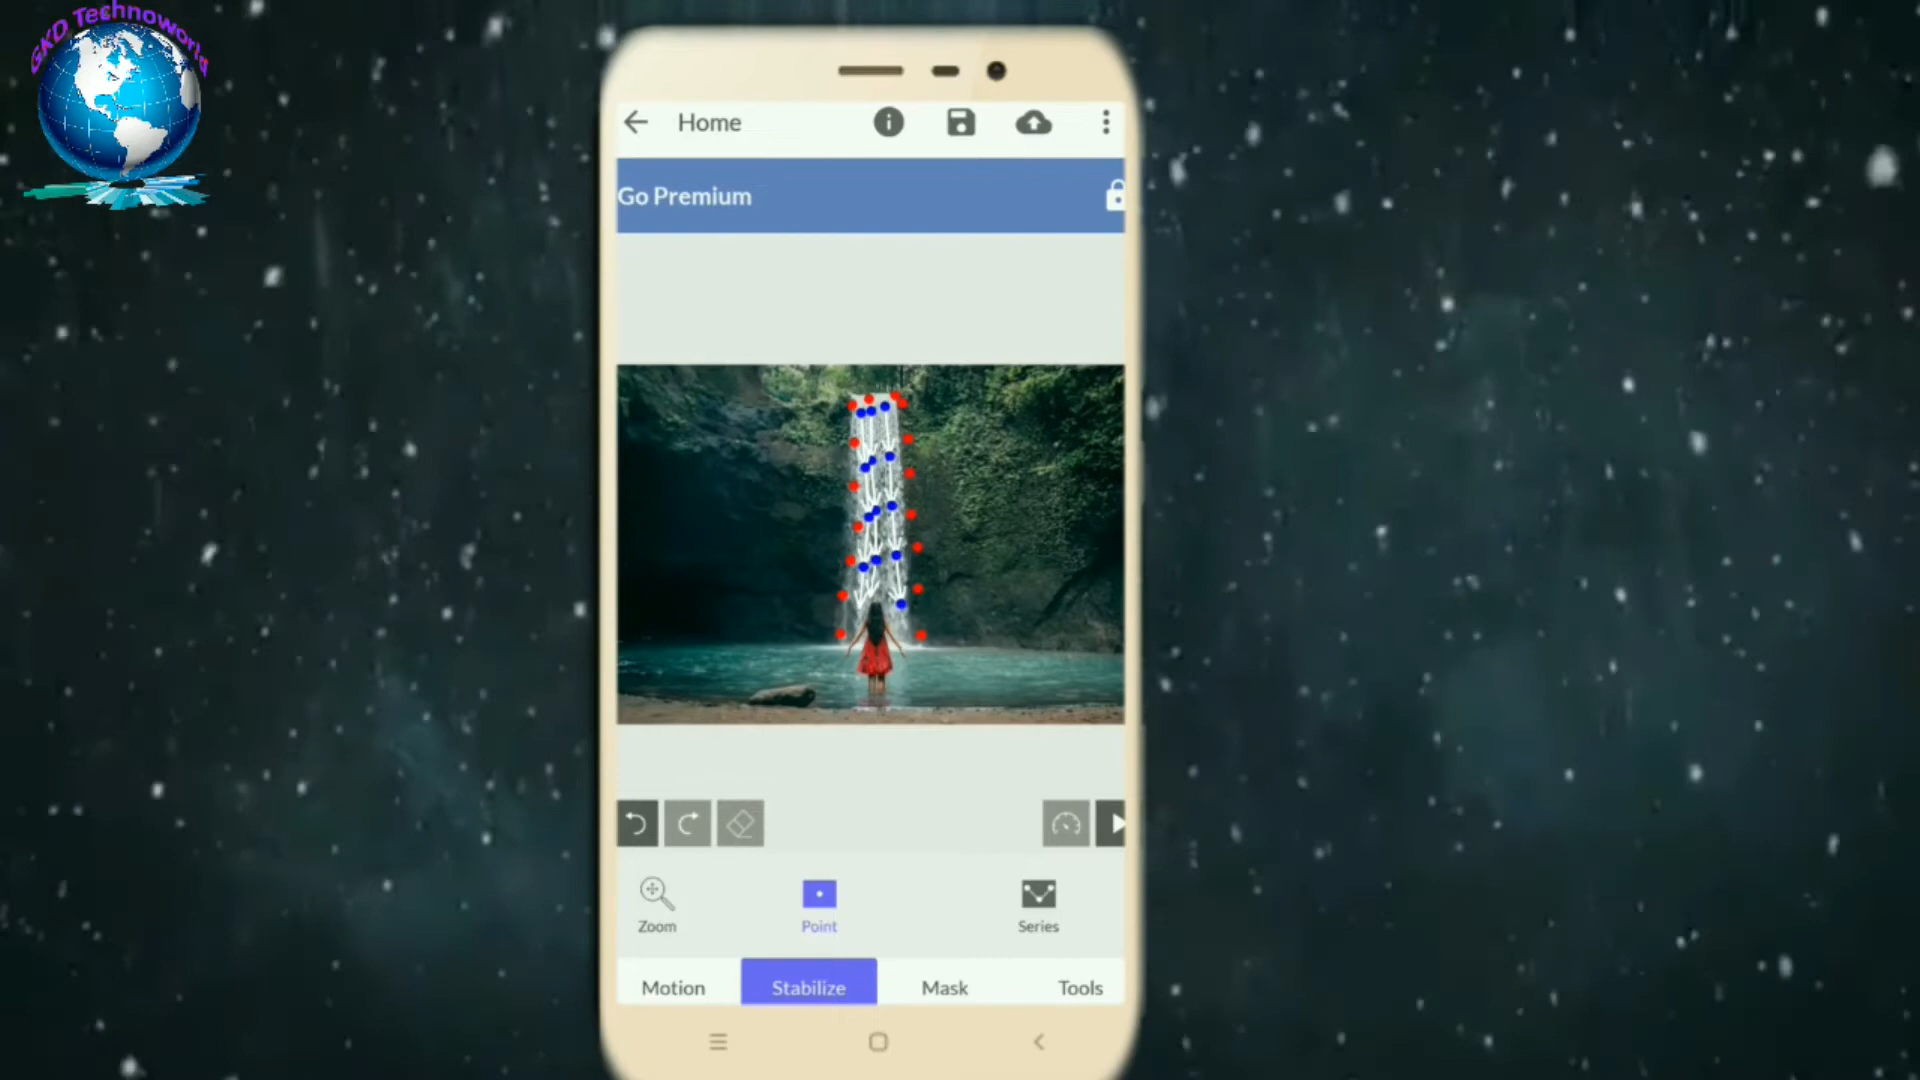 GKD Technoworld
Home
Go Premium
Zoom
Point
Series
Motion
Stabilize
Mask
Tools